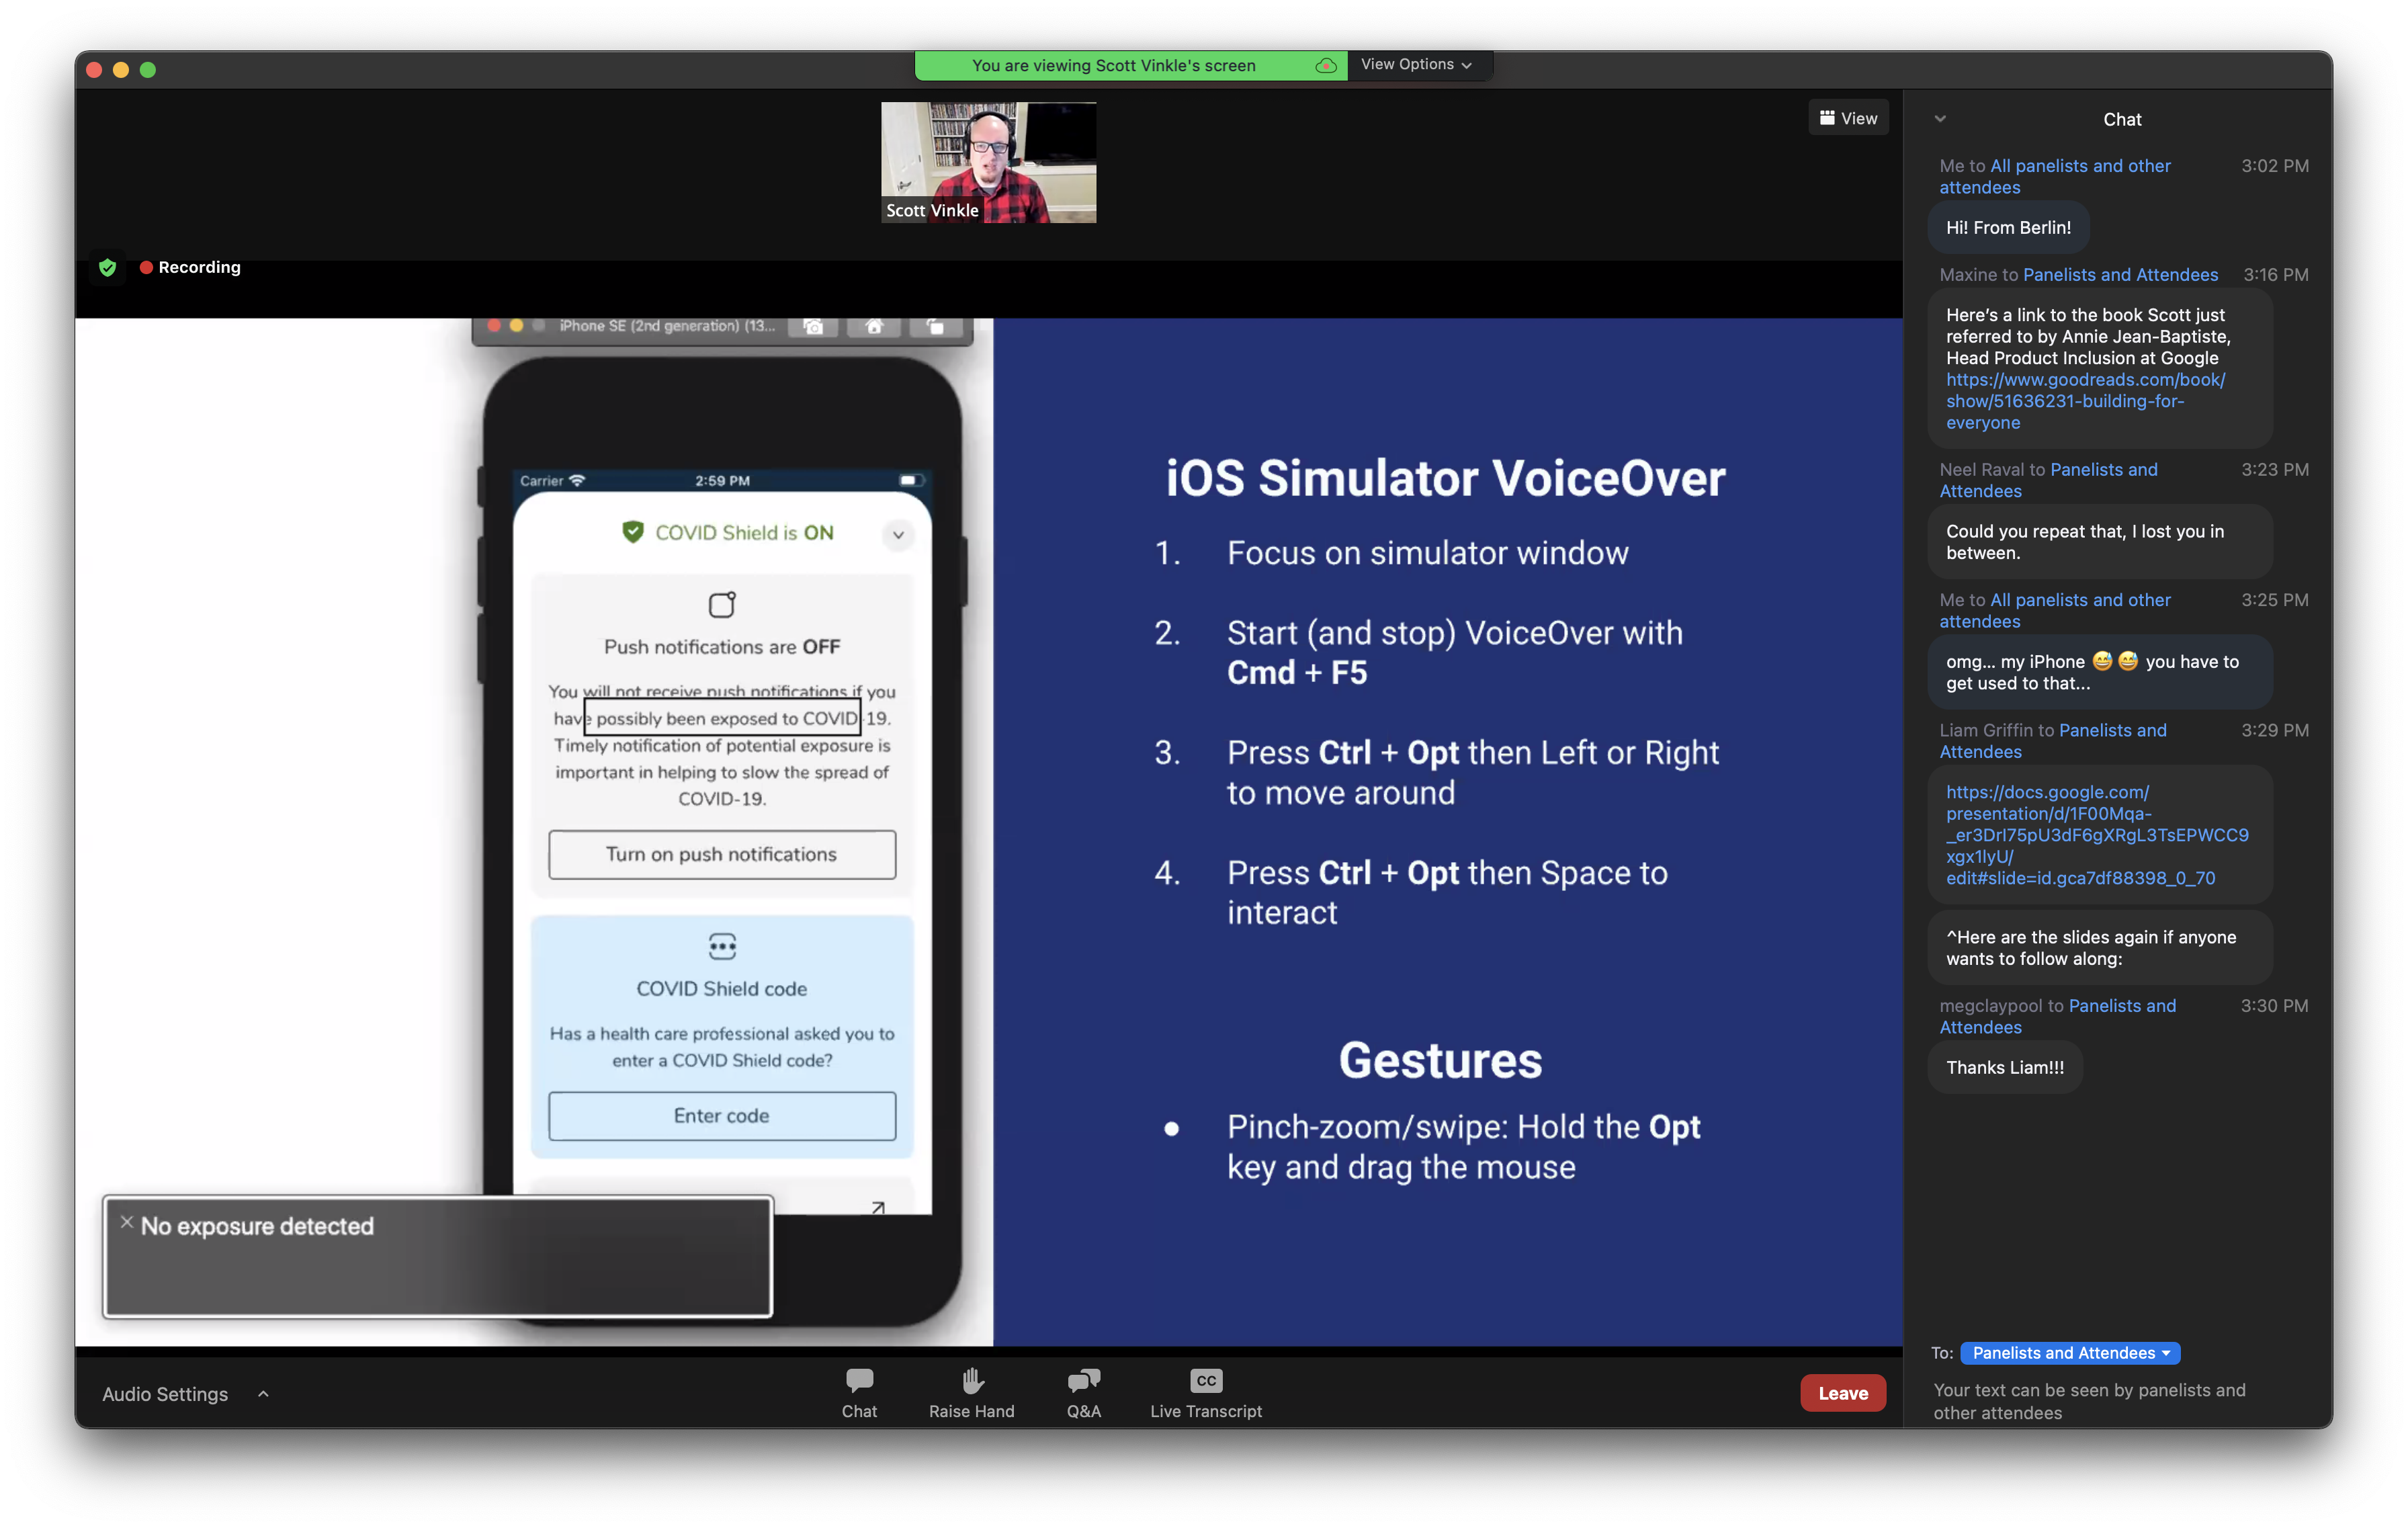 You are viewing Scott Vinkle's screen
View Options
View
Scott Vinkle
Recording
iPhone SE (2nd generation) (13...
Carrier
2:59 PM
COVID Shield is ON
Push notifications are OFF
You will not receive push notifications if you
have possibly been exposed to COVID-19.
Timely notification of potential exposure is
important in helping to slow the spread of
COVID-19.
Turn on push notifications
COVID Shield code
Has a health care professional asked you to
enter a COVID Shield code?
Enter code
No exposure detected
iOS Simulator VoiceOver
1. Focus on simulator window
2. Start (and stop) VoiceOver with
Cmd + F5
3. Press Ctrl + Opt then Left or Right
to move around
4. Press Ctrl + Opt then Space to
interact
Gestures
● Pinch-zoom/swipe: Hold the Opt
key and drag the mouse
Chat
Me to All panelists and other
attendees
3:02 PM
Hi! From Berlin!
Maxine to Panelists and Attendees
3:16 PM
Here’s a link to the book Scott just
referred to by Annie Jean-Baptiste,
Head Product Inclusion at Google
https://www.goodreads.com/book/
show/51636231-building-for-
everyone
Neel Raval to Panelists and
Attendees
3:23 PM
Could you repeat that, I lost you in
between.
Me to All panelists and other
attendees
3:25 PM
omg... my iPhone 😅😅 you have to
get used to that...
Liam Griffin to Panelists and
Attendees
3:29 PM
https://docs.google.com/
presentation/d/1F00Mqa-
_er3DrI75pU3dF6gXRgL3TsEPWCC9
xgx1lyU/
edit#slide=id.gca7df88398_0_70
^Here are the slides again if anyone
wants to follow along:
megclaypool to Panelists and
Attendees
3:30 PM
Thanks Liam!!!
To: Panelists and Attendees
Your text can be seen by panelists and
other attendees
Audio Settings
Chat
Raise Hand
Q&A
CC
Live Transcript
Leave